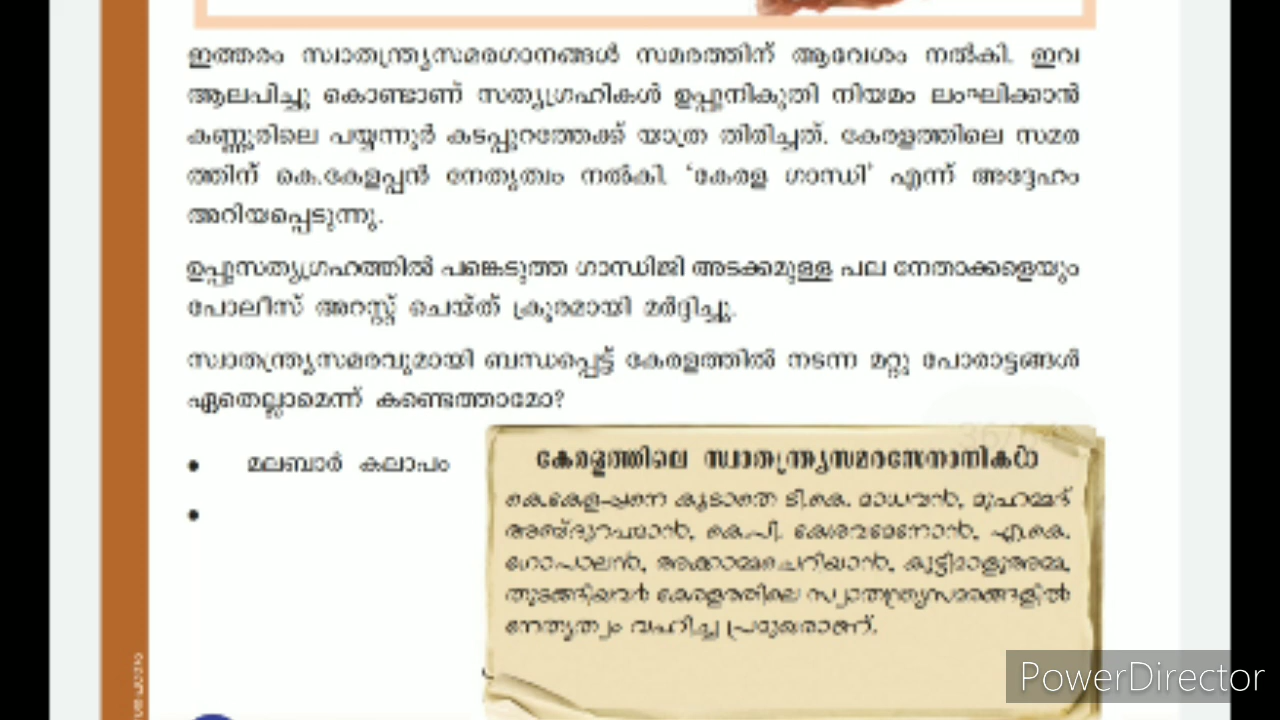 ഇത്തരം സ്വാതന്ത്ര്യസമരഗാനങ്ങൾ സമരത്തിന് ആവേശം നൽകി. ഇവ
ആലപിച്ചു കൊണ്ടാണ് സത്യഗ്രഹികൾ ഉപ്പുനികുതി നിയമം ലംഘിക്കാൻ
കണ്ണൂരിലെ പയ്യന്നൂർ കടപ്പുറത്തേക്ക് യാത്ര തിരിച്ചത്. കേരളത്തിലെ സമര
ത്തിന് കെ.കേളപ്പൻ നേതൃത്വം നൽകി. ‘കേരള ഗാന്ധി’ എന്ന് അദ്ദേഹം
അറിയപ്പെടുന്നു.
ഉപ്പുസത്യഗ്രഹത്തിൽ പങ്കെടുത്ത ഗാന്ധിജി അടക്കമുള്ള പല നേതാക്കളെയും
പോലീസ് അറസ്റ്റ് ചെയ്ത് ക്രൂരമായി മർദ്ദിച്ചു.
സ്വാതന്ത്ര്യസമരവുമായി ബന്ധപ്പെട്ട് കേരളത്തിൽ നടന്ന മറ്റു പോരാട്ടങ്ങൾ
ഏതെല്ലാമെന്ന് കണ്ടെത്താമോ?
• മലബാർ കലാപം
•
കേരളത്തിലെ സ്വാതന്ത്ര്യസമരസേനാനികൾ
കെ.കേളപ്പനെ കൂടാതെ ടി.കെ. മാധവൻ, മുഹമ്മദ്
അബ്ദുറഹ്മാൻ, കെ.പി. കേശവമേനോൻ, എ.കെ.
ഗോപാലൻ, അക്കാമ്മചെറിയാൻ, കുട്ടിമാളുഅമ്മ,
തുടങ്ങിയവർ കേരളത്തിലെ സ്വാതന്ത്ര്യസമരങ്ങളിൽ
നേതൃത്വം വഹിച്ച പ്രമുഖരാണ്.
PowerDirector